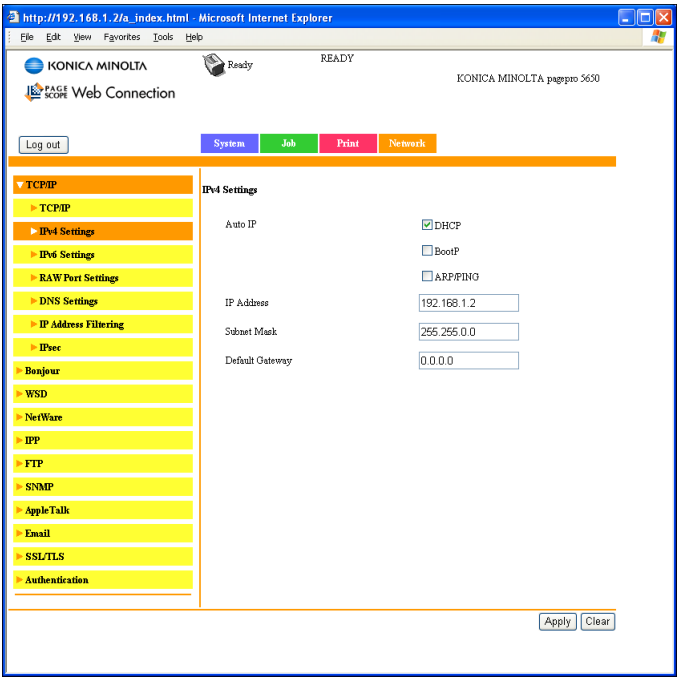 http://192.168.1.2/a_index.html - Microsoft Internet Explorer
File Edit View Favorites Tools Help
KONICA MINOLTA
Ready
READY
KONICA MINOLTA pagepro 5650
PAGE SCOPE Web Connection
Log out
System Job Print Network
TCP/IP
TCP/IP
IPv4 Settings
IPv6 Settings
RAW Port Settings
DNS Settings
IP Address Filtering
IPsec
Bonjour
WSD
NetWare
IPP
FTP
SNMP
AppleTalk
Email
SSL/TLS
Authentication
IPv4 Settings
Auto IP DHCP
BootP
ARP/PING
IP Address 192.168.1.2
Subnet Mask 255.255.0.0
Default Gateway 0.0.0.0
Apply Clear